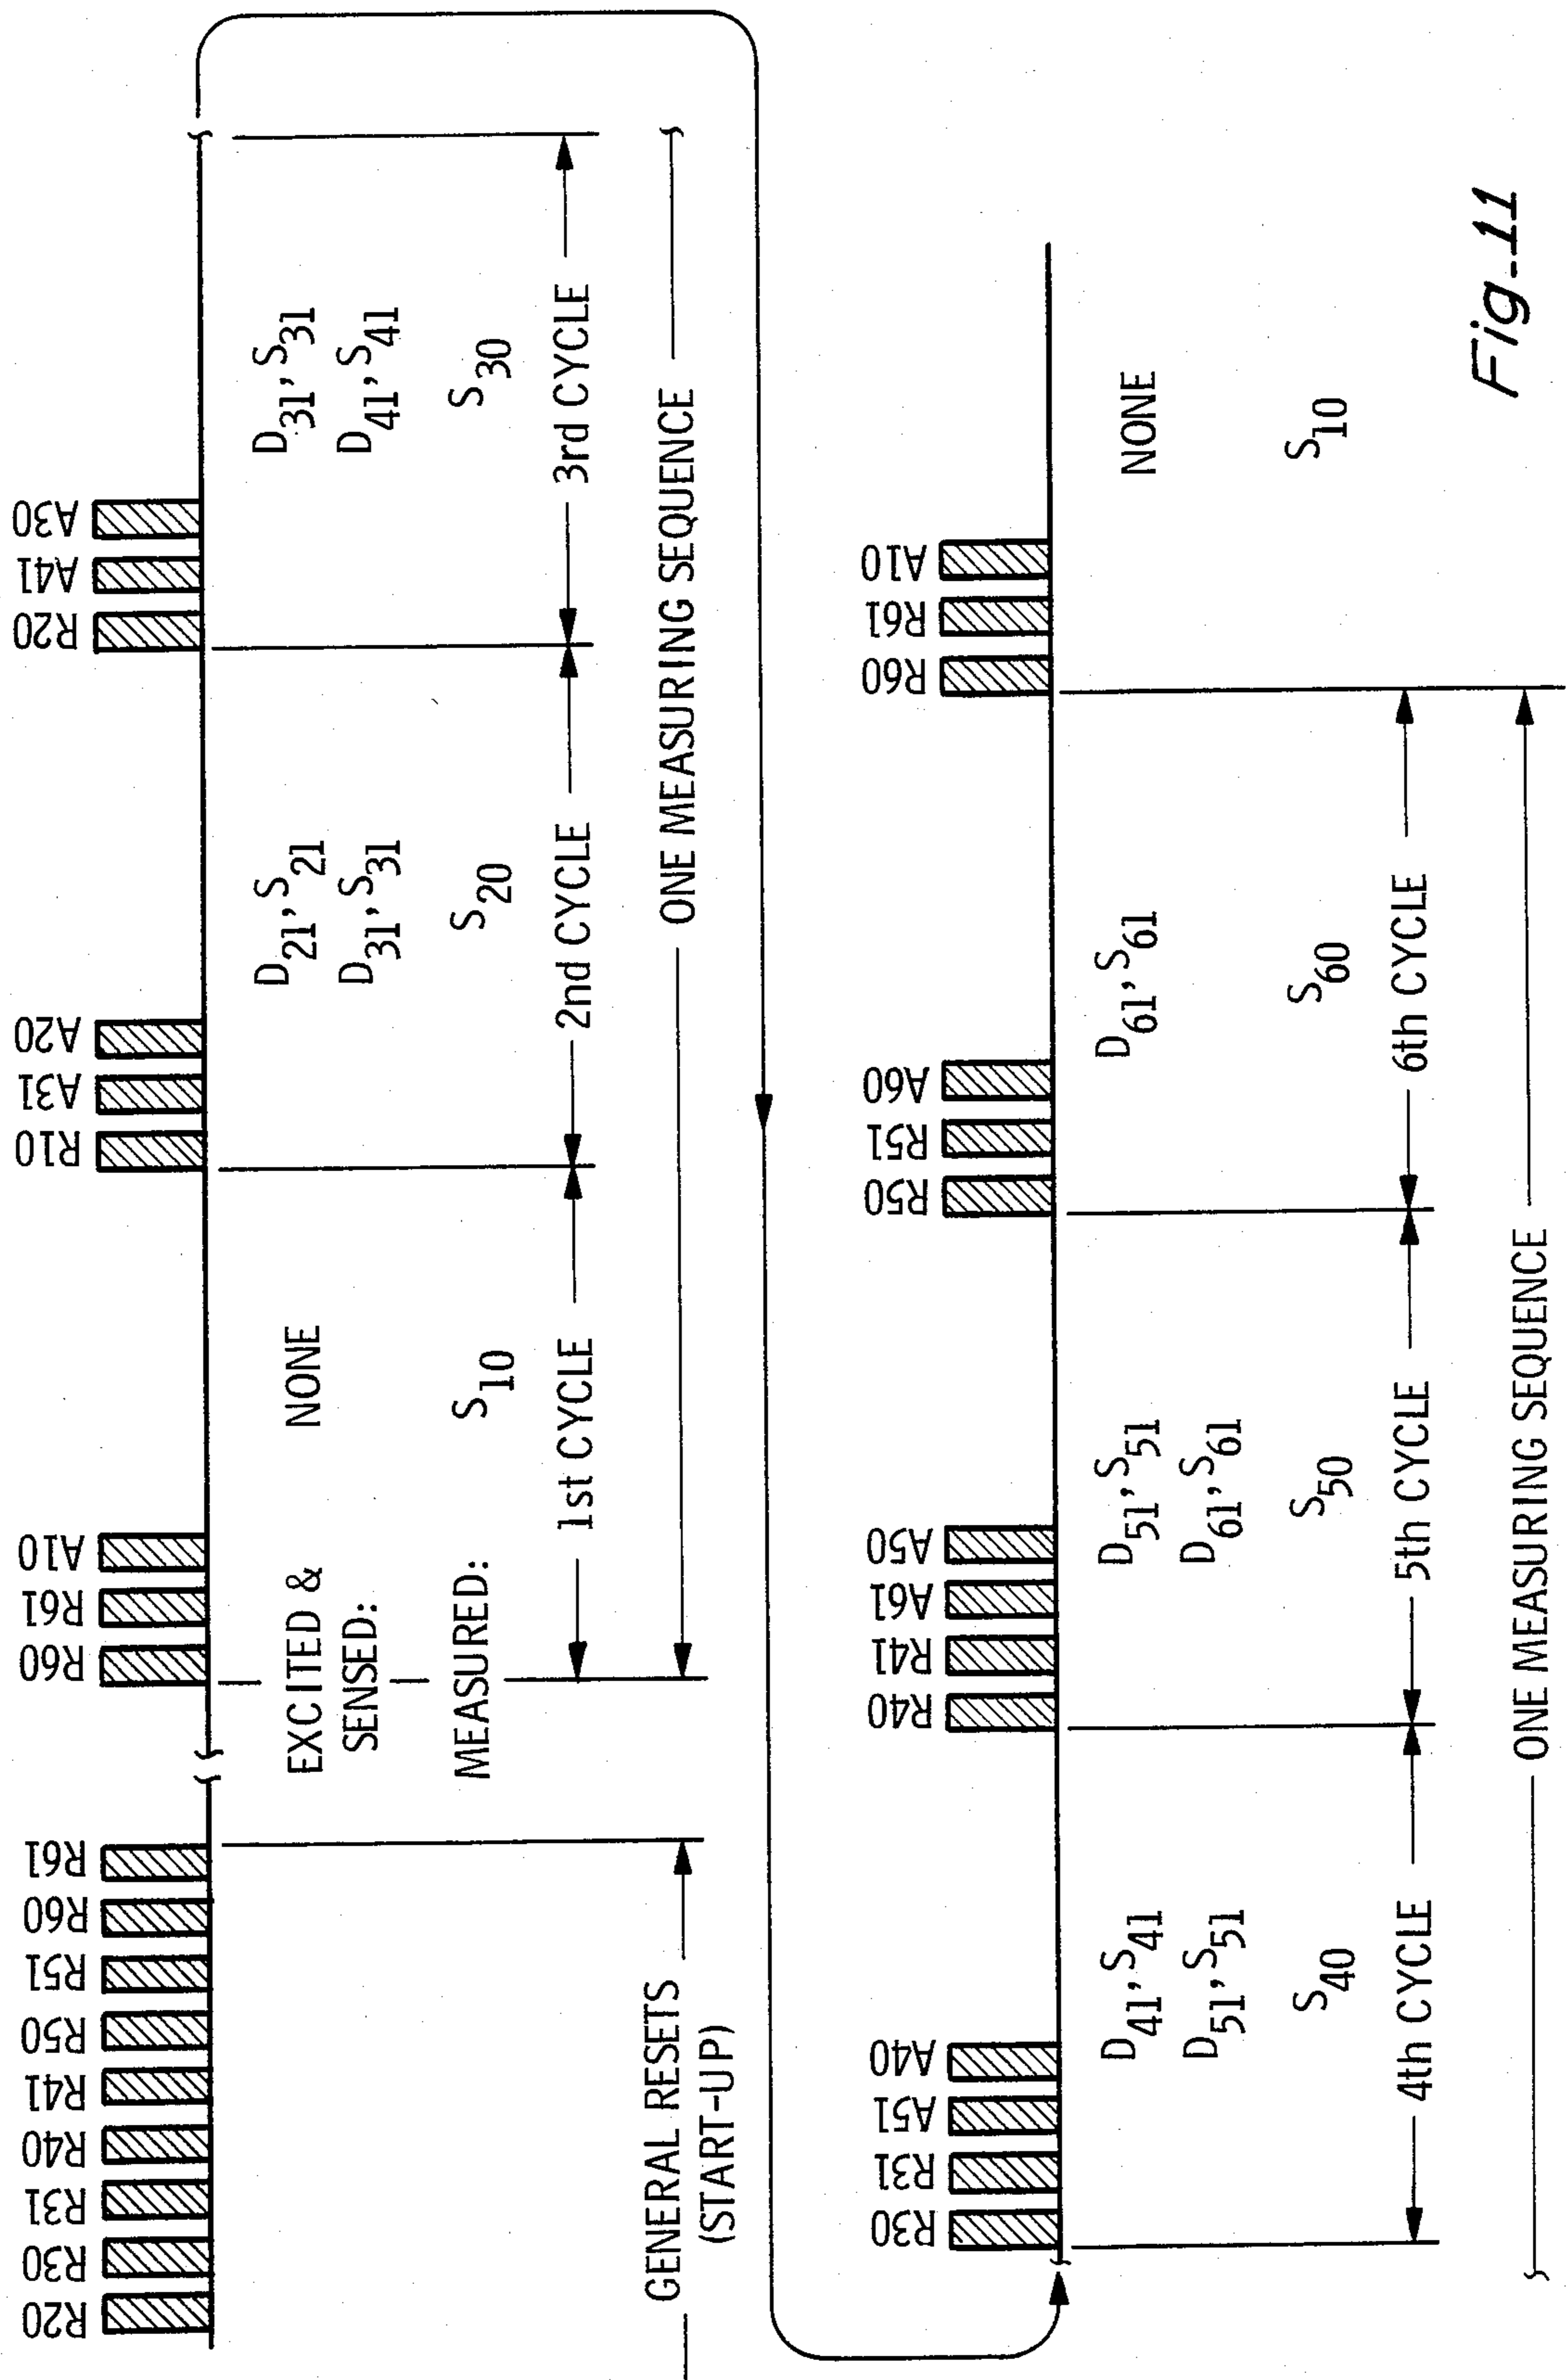 R20 R30 R31 R40 R41 R50 R51 R60 R61 R60 R61 A10 R10 A31 A20 R20 A41 A30
EXCITED & SENSED:
NONE
D21, S21
D31, S31
D31, S31
D41, S41
MEASURED:
S10
S20
S30
1st CYCLE
2nd CYCLE
3rd CYCLE
GENERAL RESETS
(START-UP)
ONE MEASURING SEQUENCE
R30 R31 A51 A40 R40 R41 A61 A50 R50 R51 A60 R60 R61 A10
D41, S41
D51, S51
D51, S51
D61, S61
D61, S61
NONE
S40
S50
S60
S10
4th CYCLE
5th CYCLE
6th CYCLE
ONE MEASURING SEQUENCE
Fig-11